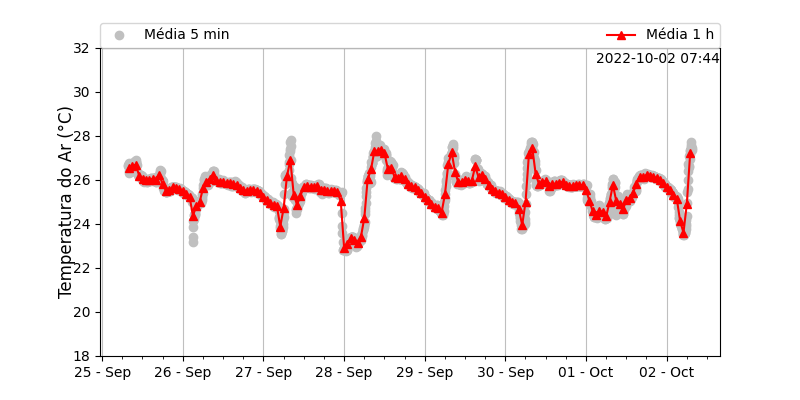 Média 5 min
Média 1 h
2022-10-02 07:44
Temperatura do Ar (°C)
32
30
28
26
24
22
20
18
25 - Sep
26 - Sep
27 - Sep
28 - Sep
29 - Sep
30 - Sep
01 - Oct
02 - Oct